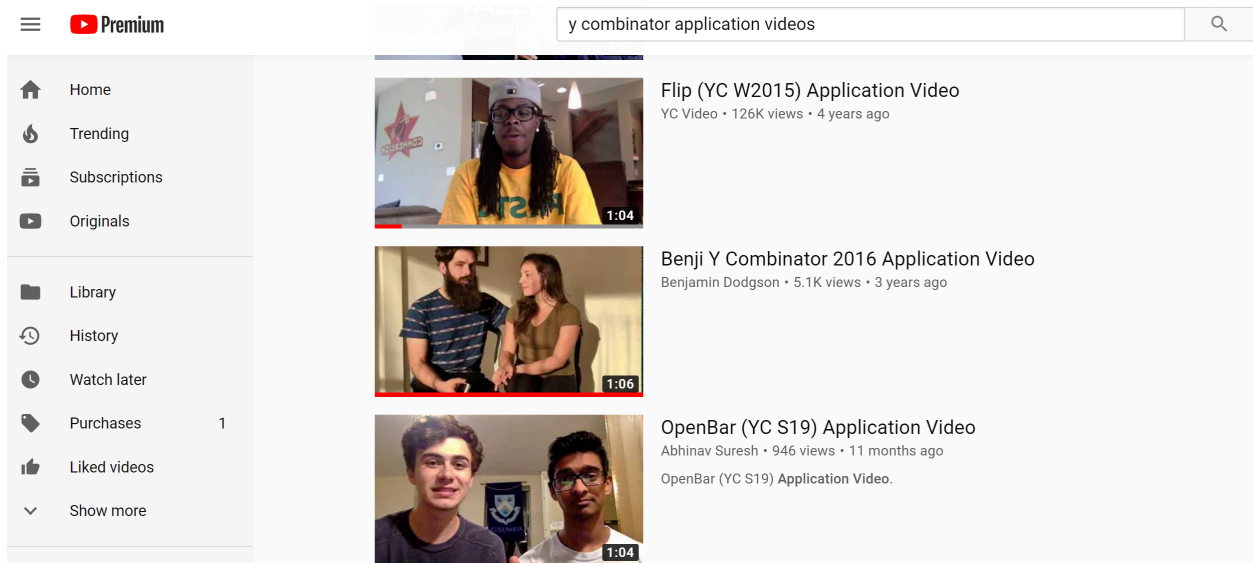 Premium
y combinator application videos
Home
Trending
Subscriptions
Originals
Library
History
Watch later
Purchases 1
Liked videos
Show more
Flip (YC W2015) Application Video
YC Video • 126K views • 4 years ago
1:04
Benji Y Combinator 2016 Application Video
Benjamin Dodgson • 5.1K views • 3 years ago
1:06
OpenBar (YC S19) Application Video
Abhinav Suresh • 946 views • 11 months ago
OpenBar (YC S19) Application Video.
COLUMBIA
1:04